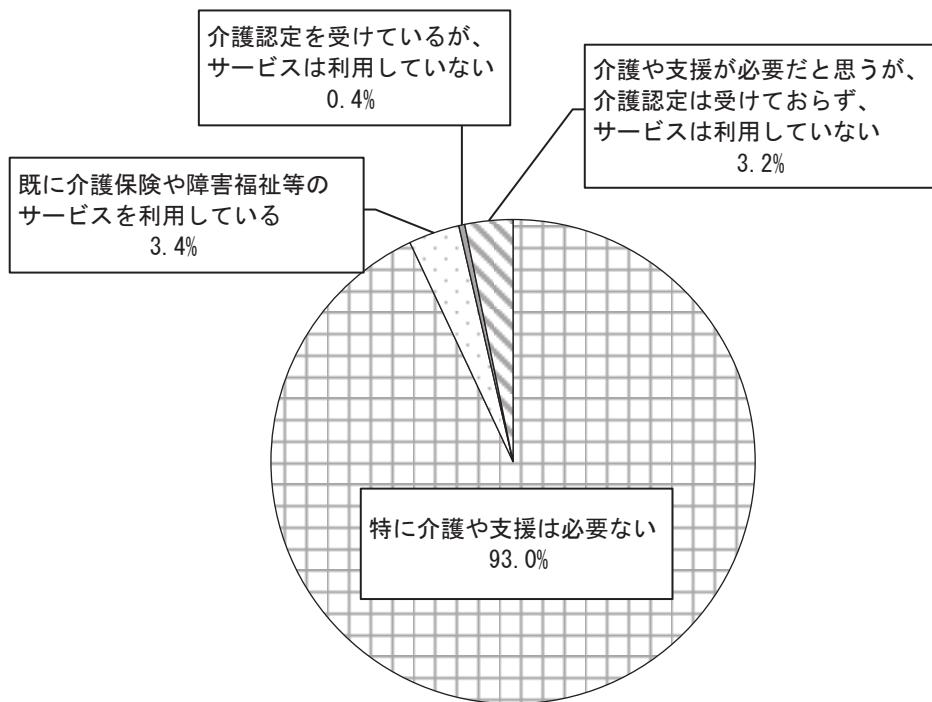 介護認定を受けているが、
サービスは利用していない
0.4%
介護や支援が必要だと思うが、
介護認定は受けておらず、
サービスは利用していない
3.2%
既に介護保険や障害福祉等の
サービスを利用している
3.4%
特に介護や支援は必要ない
93.0%